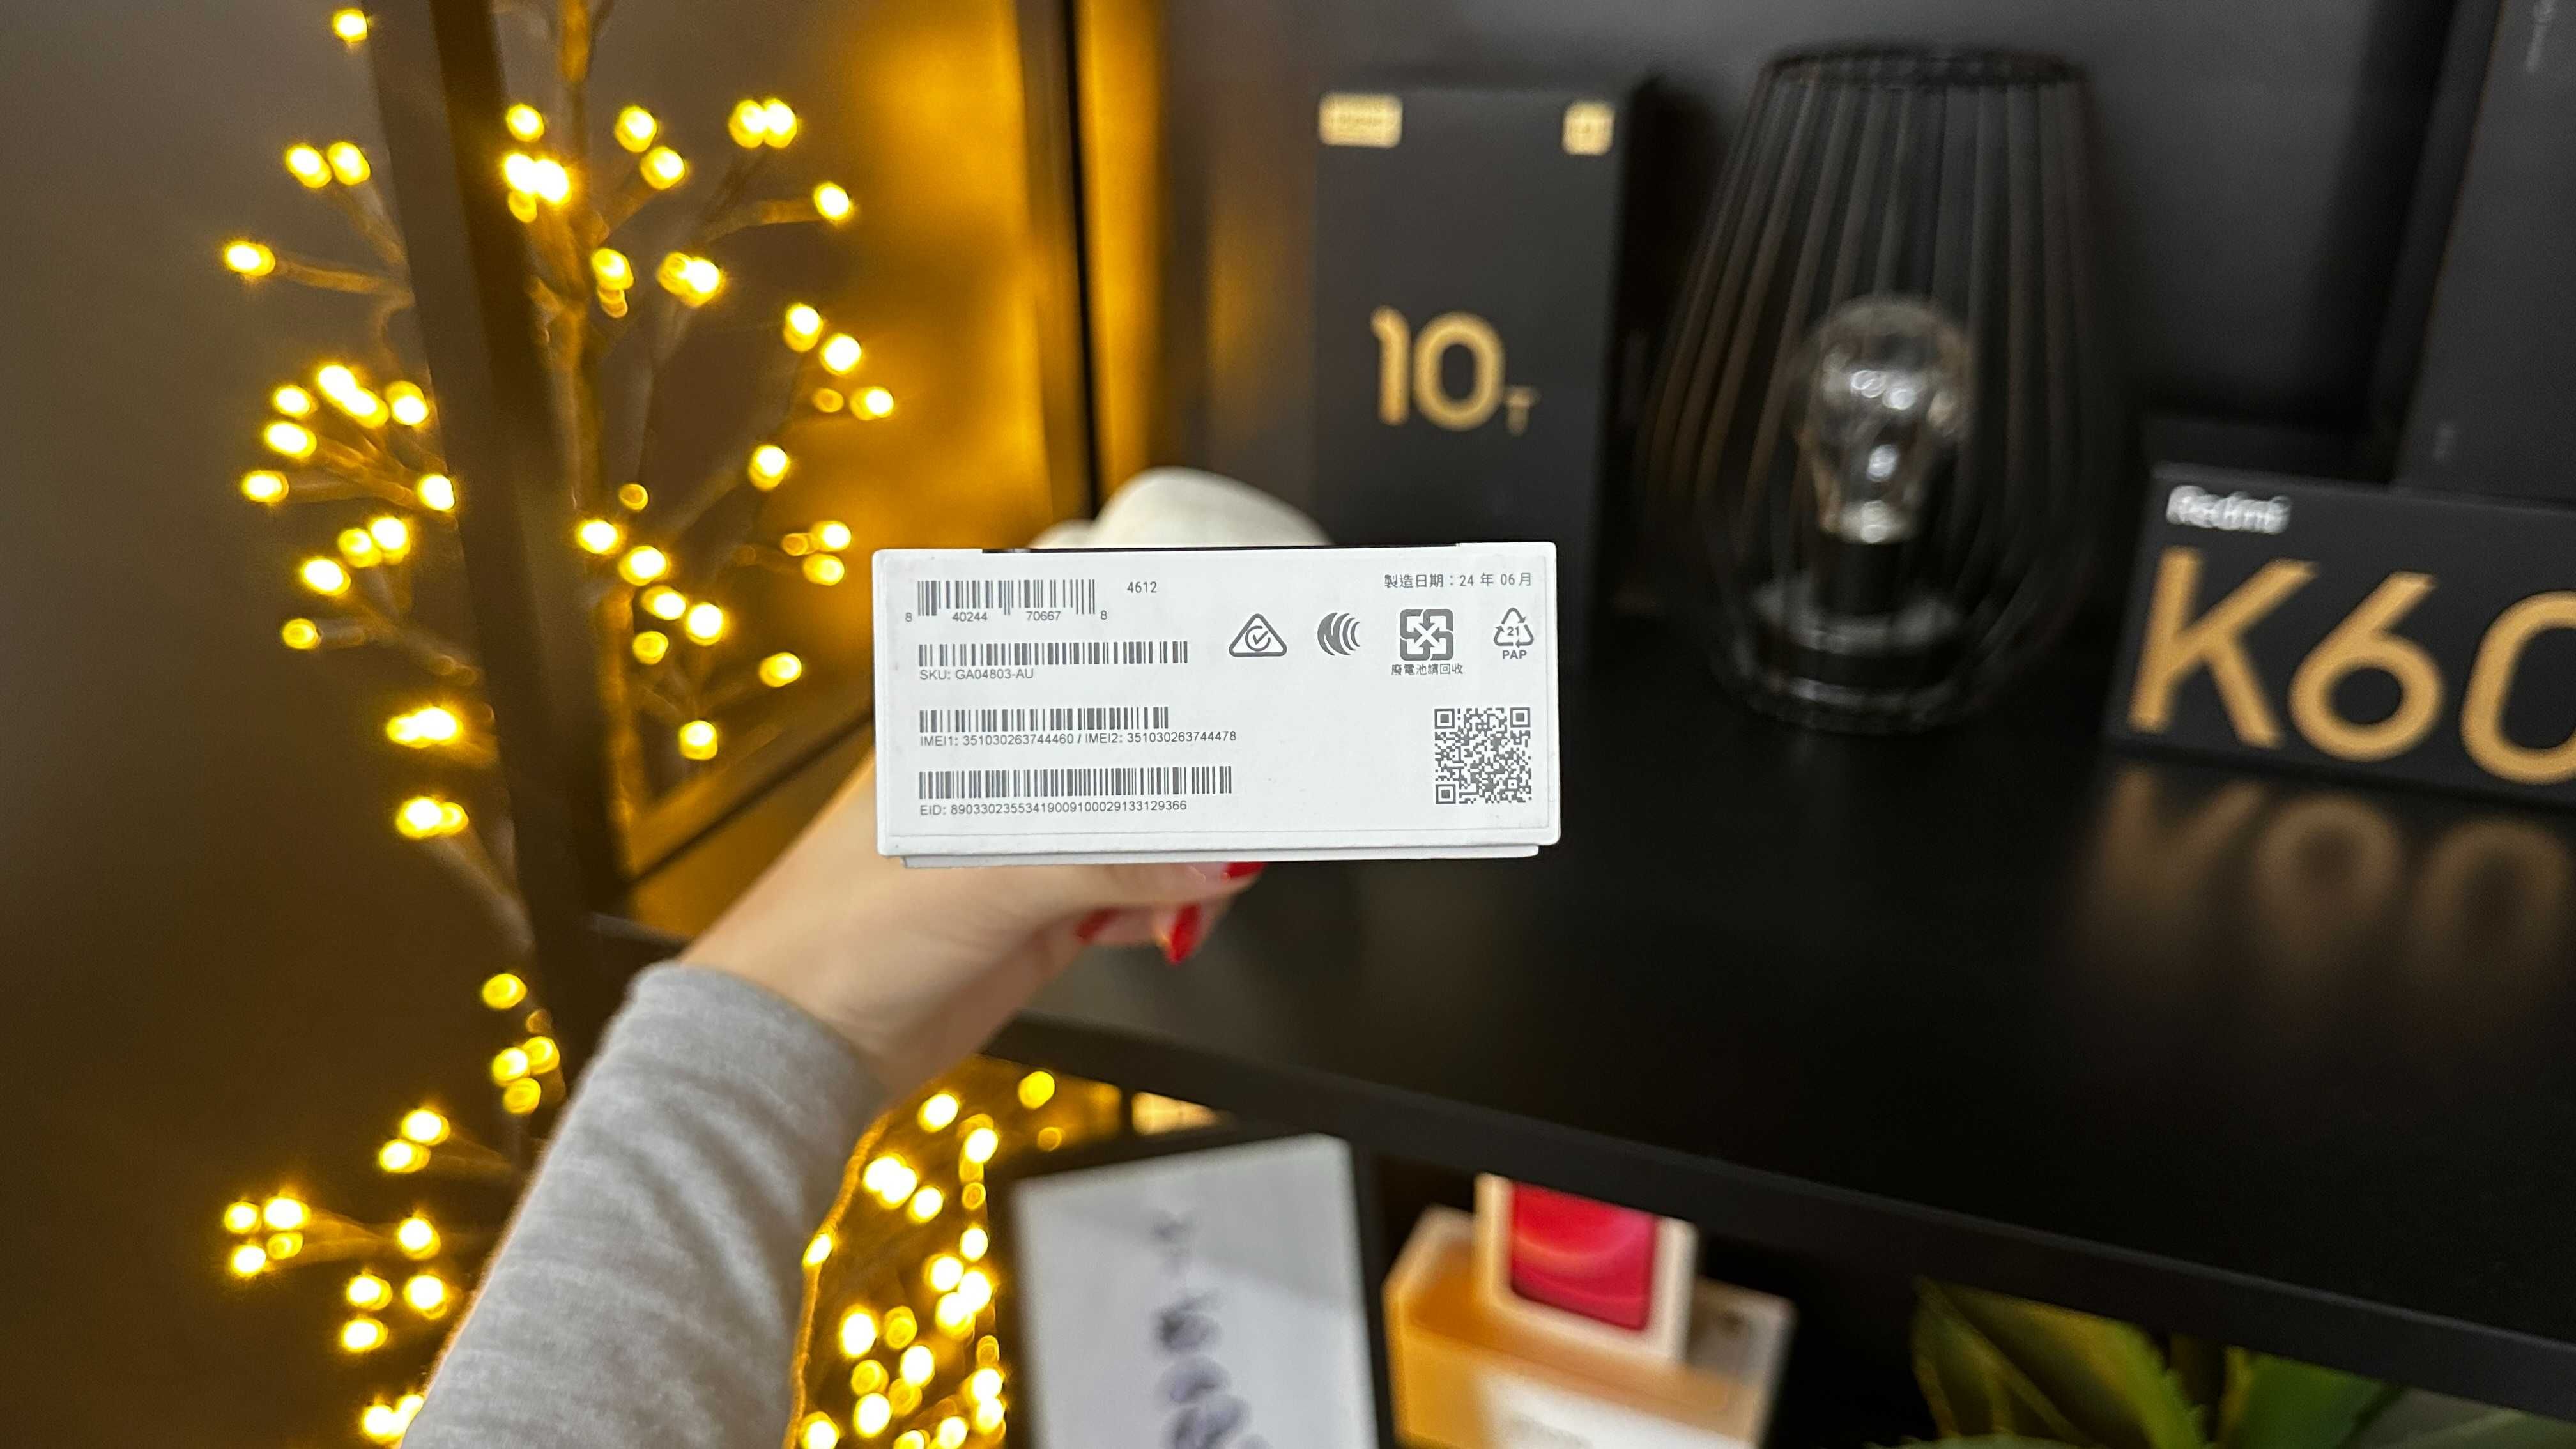 10T
Redmi
K60
4612
製造日期：24 年 06 月
8 40244 70667 8
SKU: GA04803-AU
21
PAP
廢電池請回收
IMEI1: 351030263744460 / IMEI2: 351030263744478
EID: 89033023553419009100029133129366